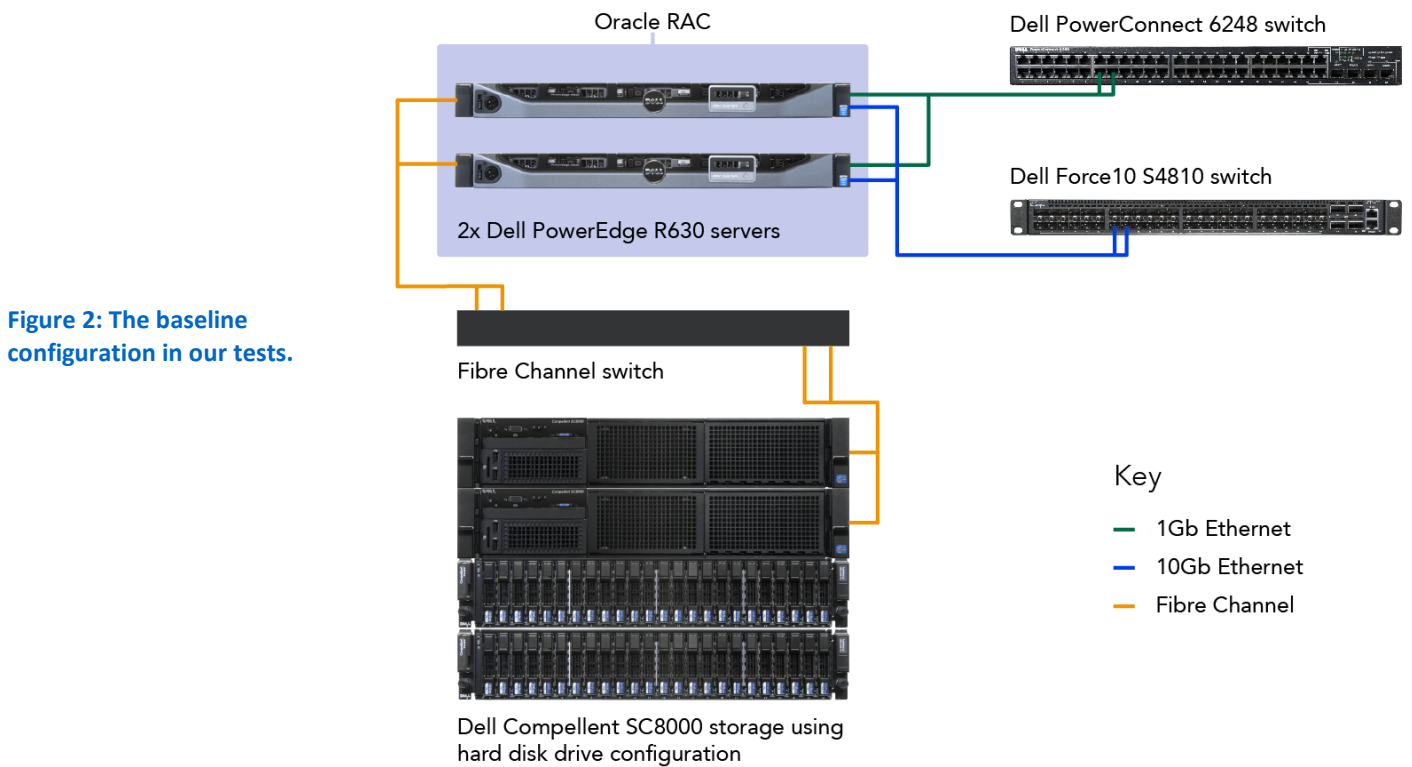 Oracle RAC
Dell PowerConnect 6248 switch
Dell Force10 S4810 switch
2x Dell PowerEdge R630 servers
Figure 2: The baseline
configuration in our tests.
Fibre Channel switch
Key
1Gb Ethernet
10Gb Ethernet
Fibre Channel
Dell Compellent SC8000 storage using
hard disk drive configuration